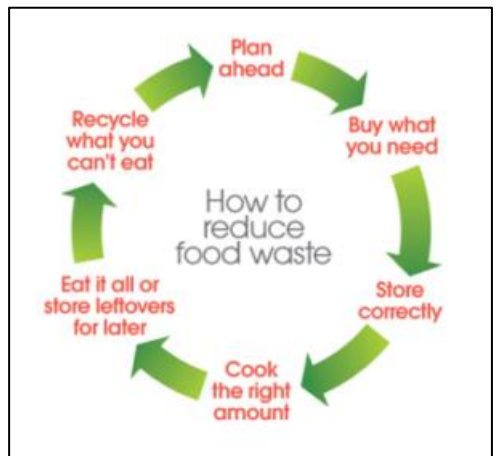 Plan
ahead
Buy what
you need
Store
correctly
Cook
the right
amount
Eat it all or
store leftovers
for later
Recycle
what you
can't eat
How to
reduce
food waste